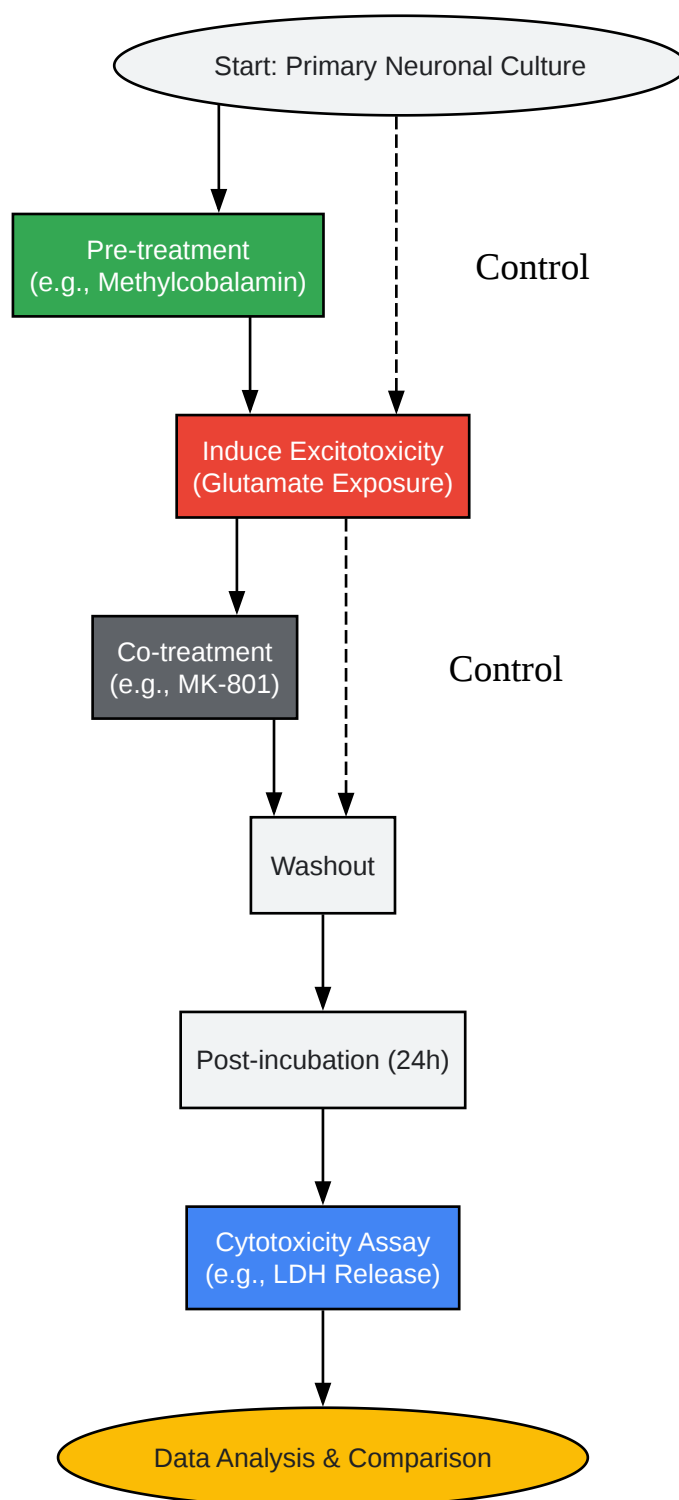 Start: Primary Neuronal Culture
Pre-treatment
(e.g., Methylcobalamin)
Control
Induce Excitotoxicity
(Glutamate Exposure)
Co-treatment
(e.g., MK-801)
Control
Washout
Post-incubation (24h)
Cytotoxicity Assay
(e.g., LDH Release)
Data Analysis & Comparison